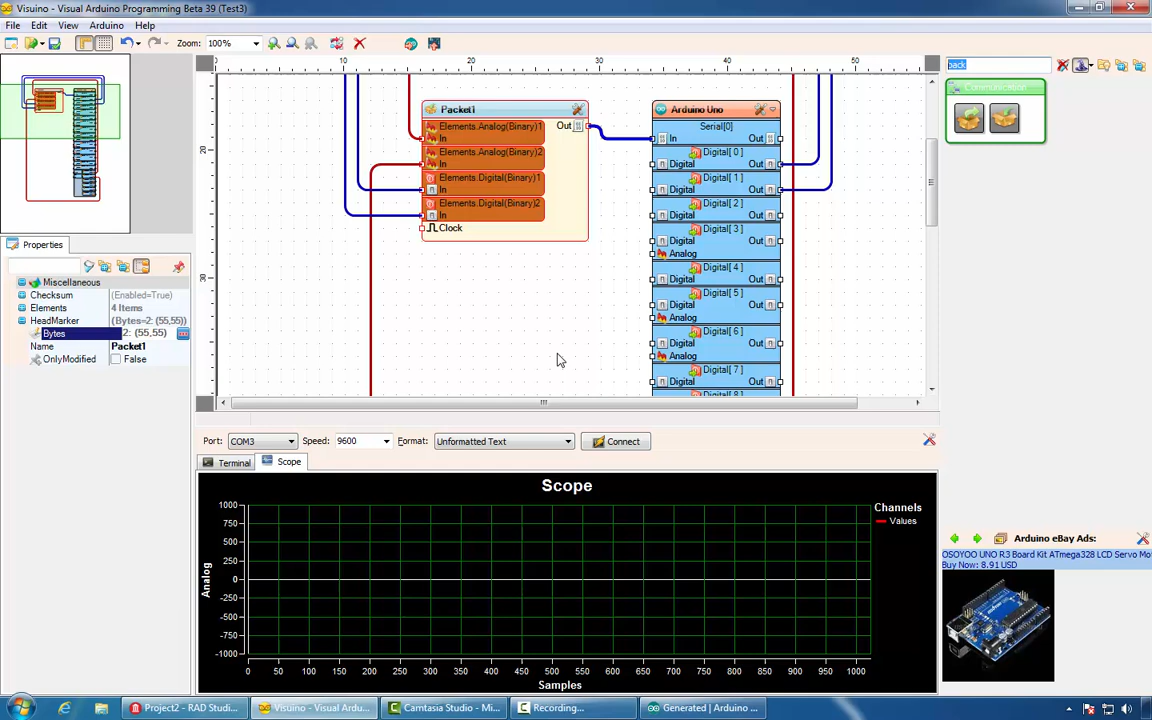 Visuino - Visual Arduino Programming Beta 39 (Test3)
File Edit View Arduino Help
Zoom: 100%
back
Communication
0 10 20 30 40 50
20
30
Packet1
Elements.Analog(Binary)1
In
Elements.Analog(Binary)2
In
Elements.Digital(Binary)1
In
Elements.Digital(Binary)2
In
Clock
Out
Arduino Uno
Serial[0]
In Out
Digital[ 0 ]
Digital Out
Digital[ 1 ]
Digital Out
Digital[ 2 ]
Digital Out
Digital[ 3 ]
Digital Out
Analog
Digital[ 4 ]
Digital Out
Digital[ 5 ]
Digital Out
Analog
Digital[ 6 ]
Digital Out
Analog
Digital[ 7 ]
Digital Out
Properties
Miscellaneous
Checksum (Enabled=True)
Elements 4 Items
HeadMarker (Bytes=2: (55,55))
Bytes 2: (55,55)
Name Packet1
OnlyModified False
Port: COM3 Speed: 9600 Format: Unformatted Text Connect
Terminal Scope
Scope
Channels
Values
Analog
1000
750
500
250
0
-250
-500
-750
-1000
0 50 100 150 200 250 300 350 400 450 500 550 600 650 700 750 800 850 900 950 1000
Samples
Arduino eBay Ads:
OSOYOO UNO R3 Board Kit ATmega328 LCD Servo Mo
Buy Now: 8.91 USD
Project2 - RAD Studi...
Visuino - Visual Ardu...
Camtasia Studio - Mi...
Recording...
Generated | Arduino ...